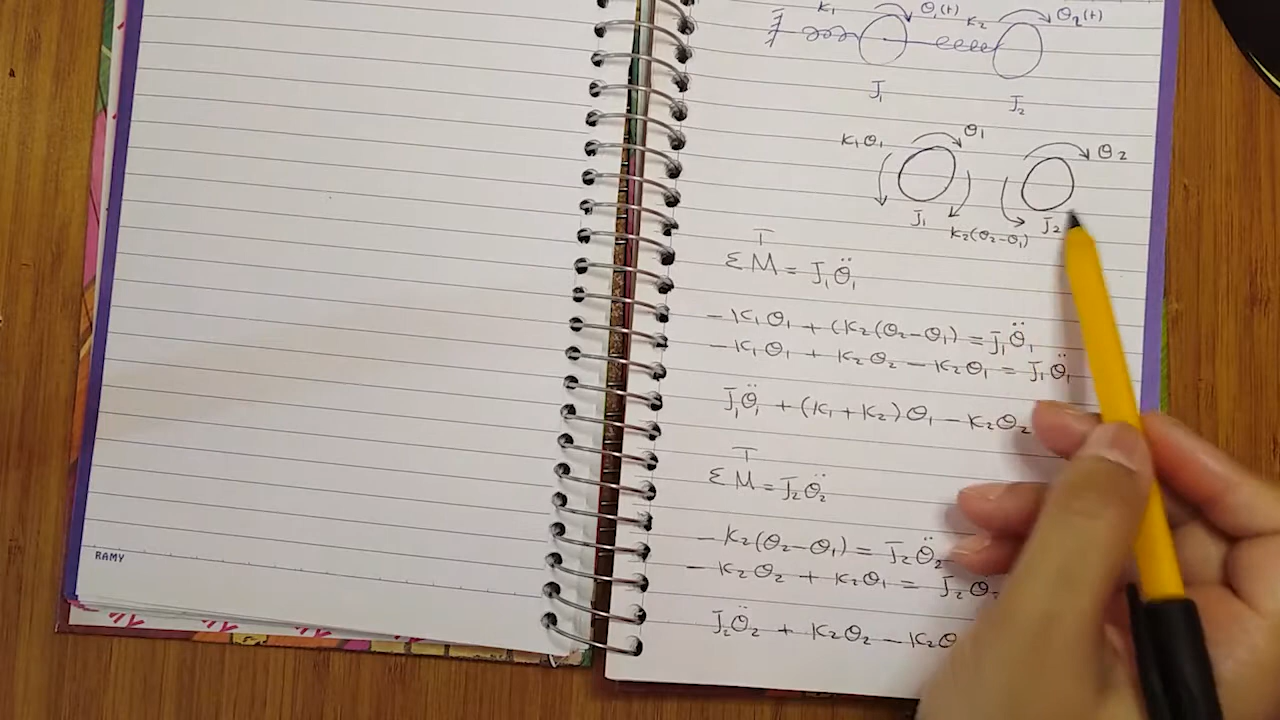 K₁ θ₁(t) K₂ θ₂(t)
J₁ J₂
K₁θ₁ θ₁ θ₂
J₁ K₂(θ₂-θ₁) J₂
ΣM = J₁θ̈₁
-K₁θ₁ + (K₂(θ₂-θ₁) = J₁θ̈₁
-K₁θ₁ + K₂θ₂ - K₂θ₁ = J₁θ̈₁
J₁θ̈₁ + (K₁+K₂)θ₁ - K₂θ₂
ΣM = J₂θ̈₂
-K₂(θ₂-θ₁) = J₂θ̈₂
-K₂θ₂ + K₂θ₁ = J₂θ₂
J₂θ̈₂ + K₂θ₂ - K₂θ
RAMY